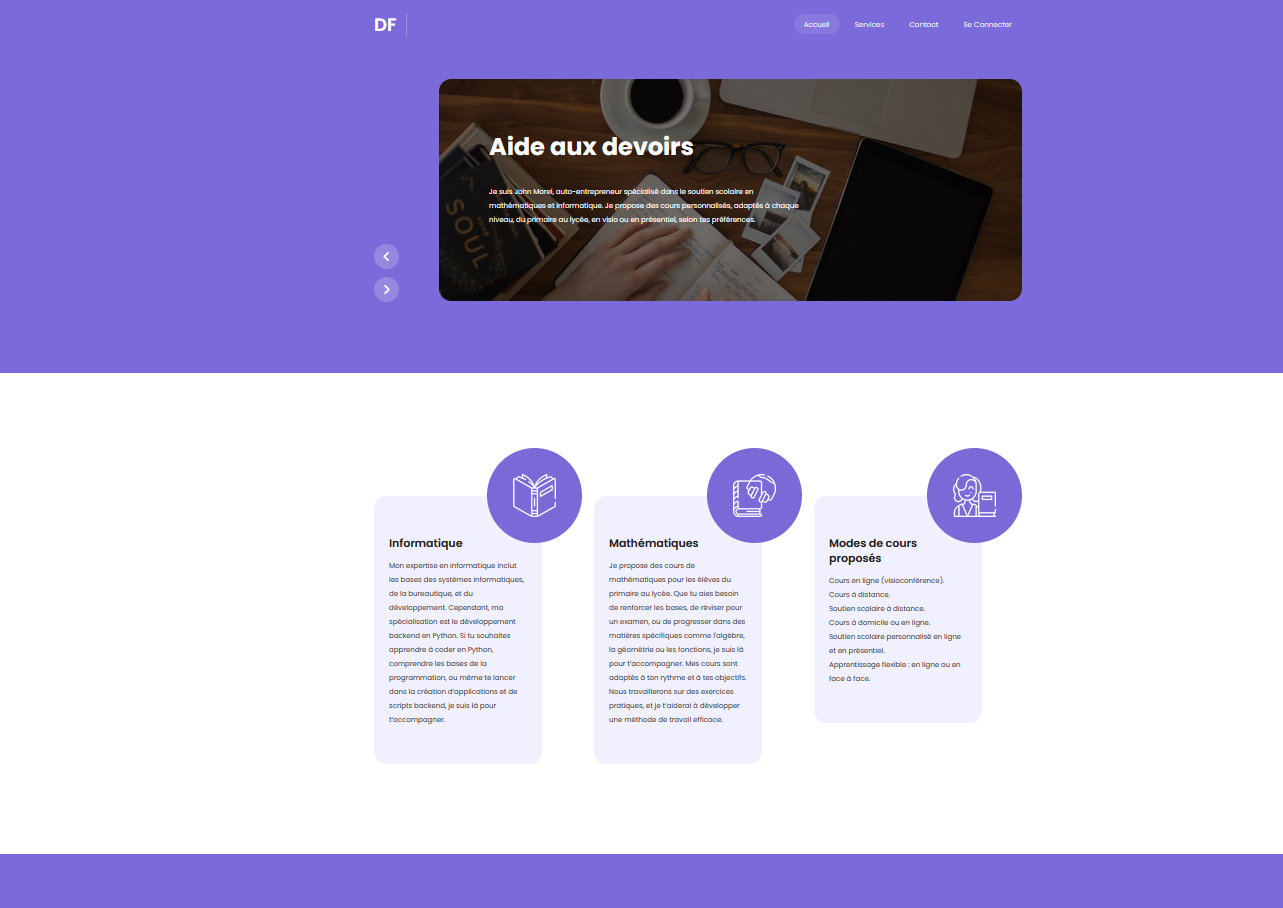 DF
Accueil Services Contact Se Connecter
Aide aux devoirs
Je suis John Morel, auto-entrepreneur spécialisé dans le soutien scolaire en
mathématiques et informatique. Je propose des cours personnalisés, adaptés à chaque
niveau, du primaire au lycée, en visio ou en présentiel, selon tes préférences.
SOUL
Informatique
Mon expertise en informatique inclut
les bases des systèmes informatiques,
de la bureautique, et du
développement. Cependant, ma
spécialisation est le développement
backend en Python. Si tu souhaites
apprendre à coder en Python,
comprendre les bases de la
programmation, ou même te lancer
dans la création d'applications et de
scripts backend, je suis là pour
t'accompagner.
Mathématiques
Je propose des cours de
mathématiques pour les élèves du
primaire au lycée. Que tu aies besoin
de renforcer les bases, de réviser pour
un examen, ou de progresser dans des
matières spécifiques comme l'algèbre,
la géométrie ou les fonctions, je suis là
pour t'accompagner. Mes cours sont
adaptés à ton rythme et à tes objectifs.
Nous travaillerons sur des exercices
pratiques, et je t'aiderai à développer
une méthode de travail efficace.
Modes de cours
proposés
Cours en ligne (visioconférence).
Cours à distance.
Soutien scolaire à distance.
Cours à domicile ou en ligne.
Soutien scolaire personnalisé en ligne
et en présentiel.
Apprentissage flexible : en ligne ou en
face à face.